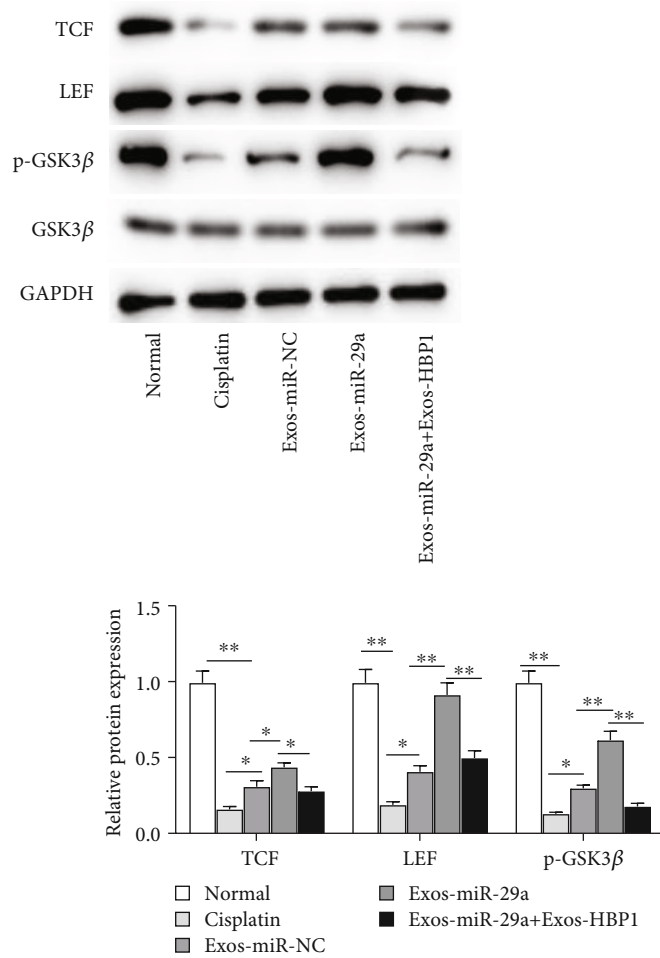 TCF
LEF
p-GSK3β
GSK3β
GAPDH
Normal
Cisplatin
Exos-miR-NC
Exos-miR-29a
Exos-miR-29a+Exos-HBP1
Relative protein expression
1.5
1.0
0.5
0.0
**
*
*
*
**
*
**
**
**
*
**
**
TCF
LEF
p-GSK3β
Normal
Cisplatin
Exos-miR-NC
Exos-miR-29a
Exos-miR-29a+Exos-HBP1